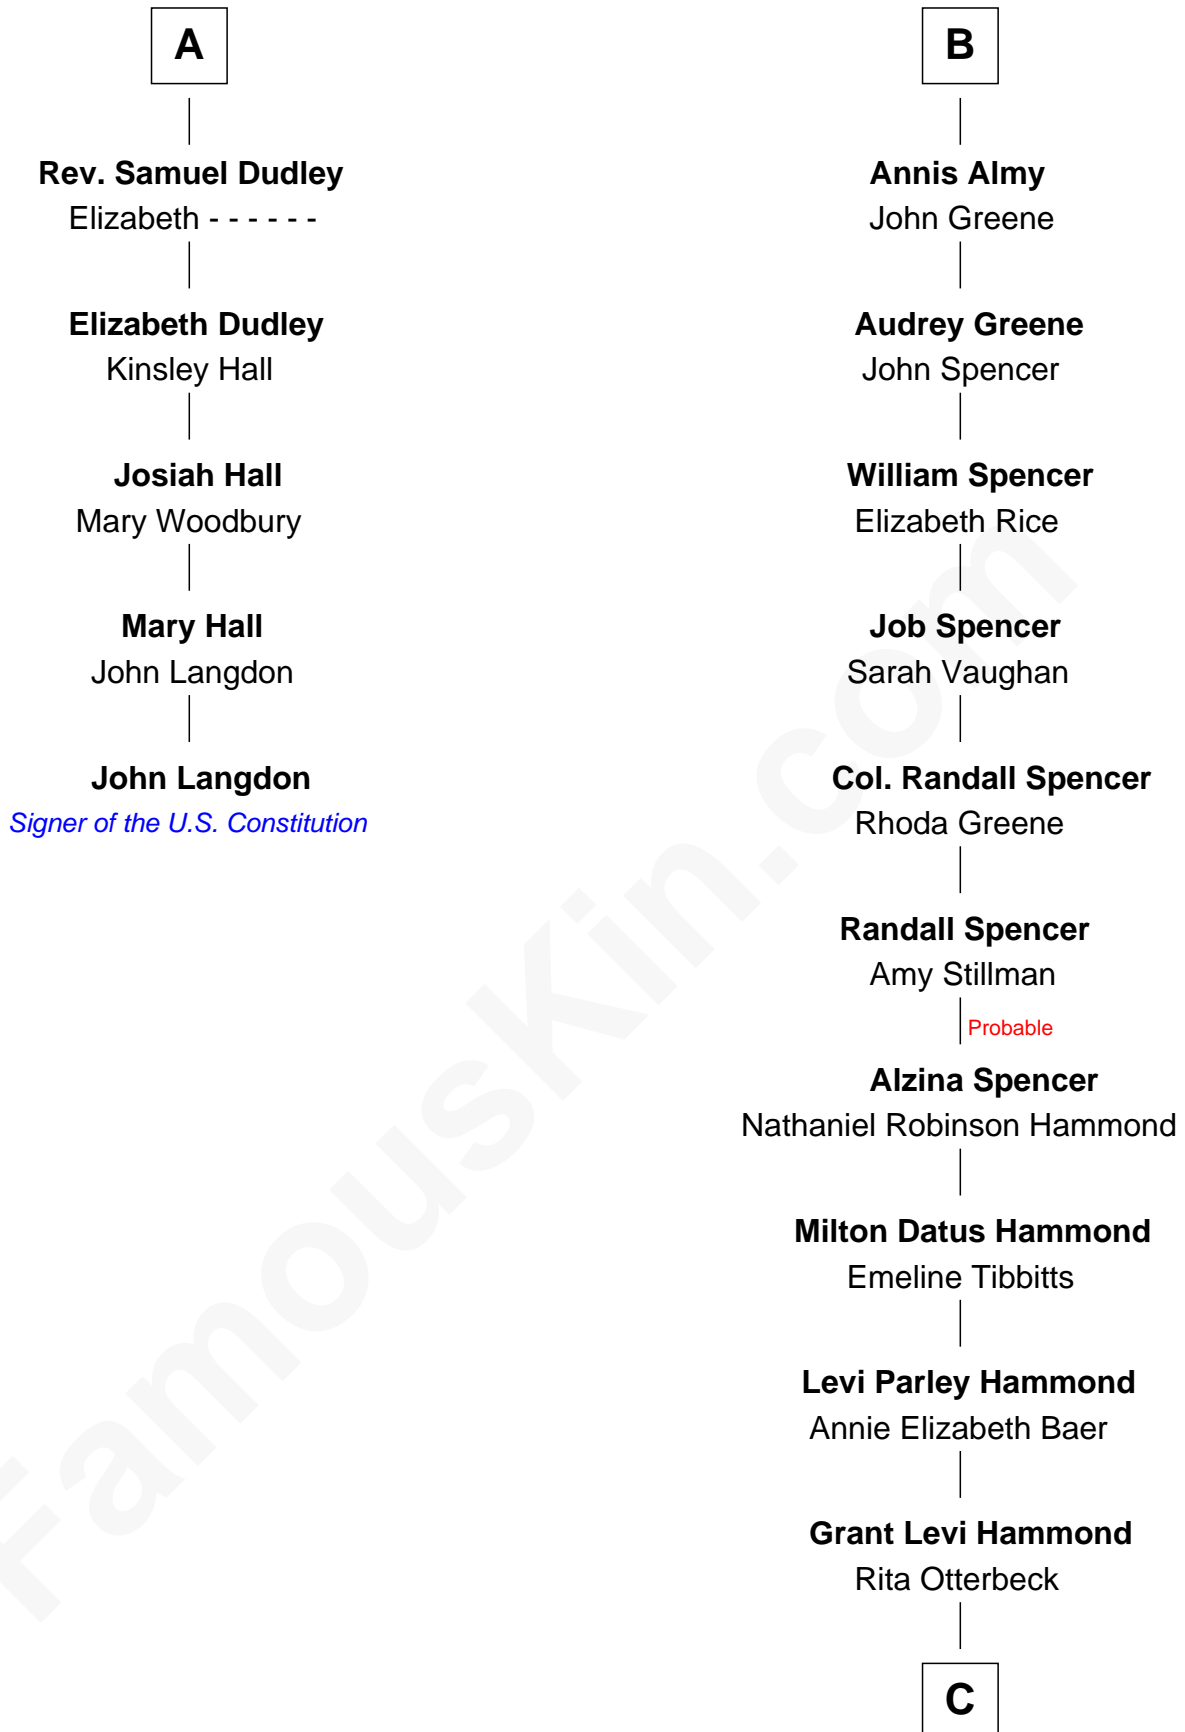 A
Rev. Samuel Dudley
Elizabeth - - - - - -
Elizabeth Dudley
Kinsley Hall
Josiah Hall
Mary Woodbury
Mary Hall
John Langdon
John Langdon
Signer of the U.S. Constitution
B
Annis Almy
John Greene
Audrey Greene
John Spencer
William Spencer
Elizabeth Rice
Job Spencer
Sarah Vaughan
Col. Randall Spencer
Rhoda Greene
Randall Spencer
Amy Stillman
Probable
Alzina Spencer
Nathaniel Robinson Hammond
Milton Datus Hammond
Emeline Tibbitts
Levi Parley Hammond
Annie Elizabeth Baer
Grant Levi Hammond
Rita Otterbeck
C
FamousKin.com